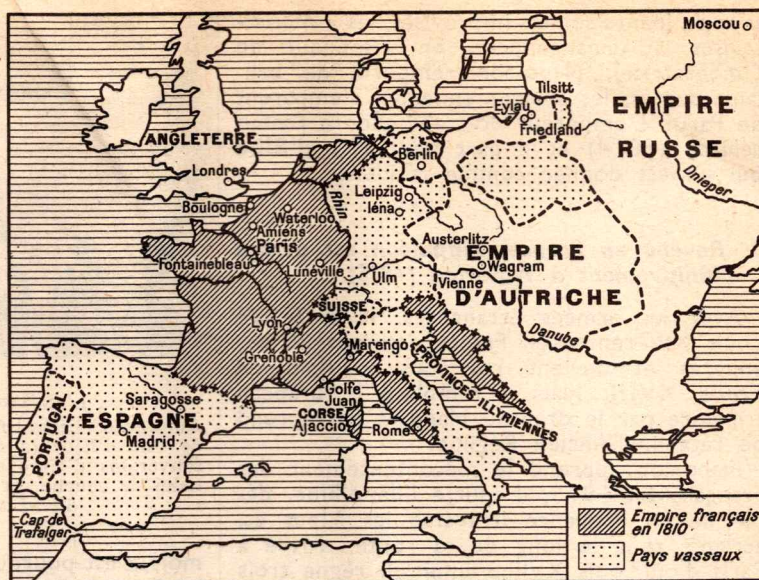 Moscou
Tilsitt
Eylau
Friedland
EMPIRE
RUSSE
Dnieper
ANGLETERRE
Londres
Berlin
Leipzig
Iéna
Rhin
Boulogne
Waterloo
Amiens
Paris
Fontainebleau
Lunéville
Austerlitz
Wagram
EMPIRE
D'AUTRICHE
Vienne
Ulm
SUISSE
Danube
Lyon
Grenoble
Marengo
Golfe
Juan
PROVINCES-ILLYRIENNES
CORSE
Ajaccio
Rome
Saragosse
ESPAGNE
Madrid
PORTUGAL
Cap de
Trafalgar
Empire français
en 1810
Pays vassaux